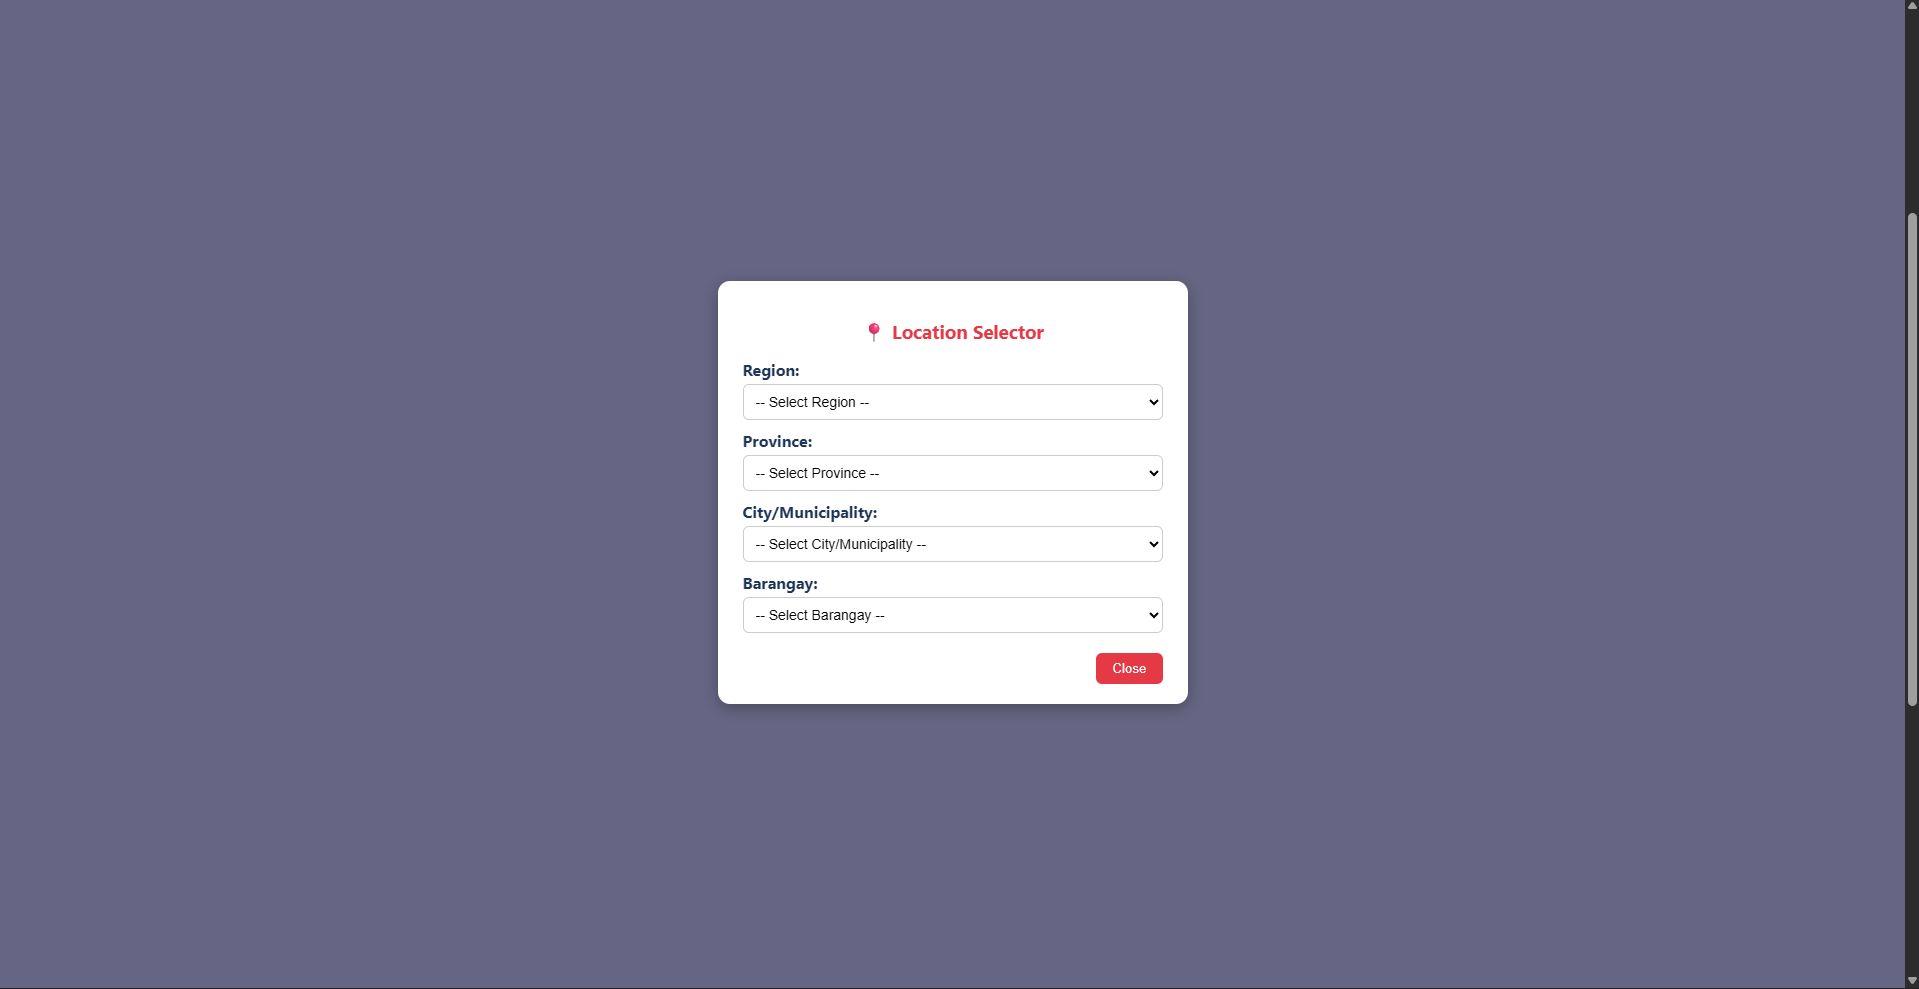 📍 Location Selector
Region:
-- Select Region --
Province:
-- Select Province --
City/Municipality:
-- Select City/Municipality --
Barangay:
-- Select Barangay --
Close